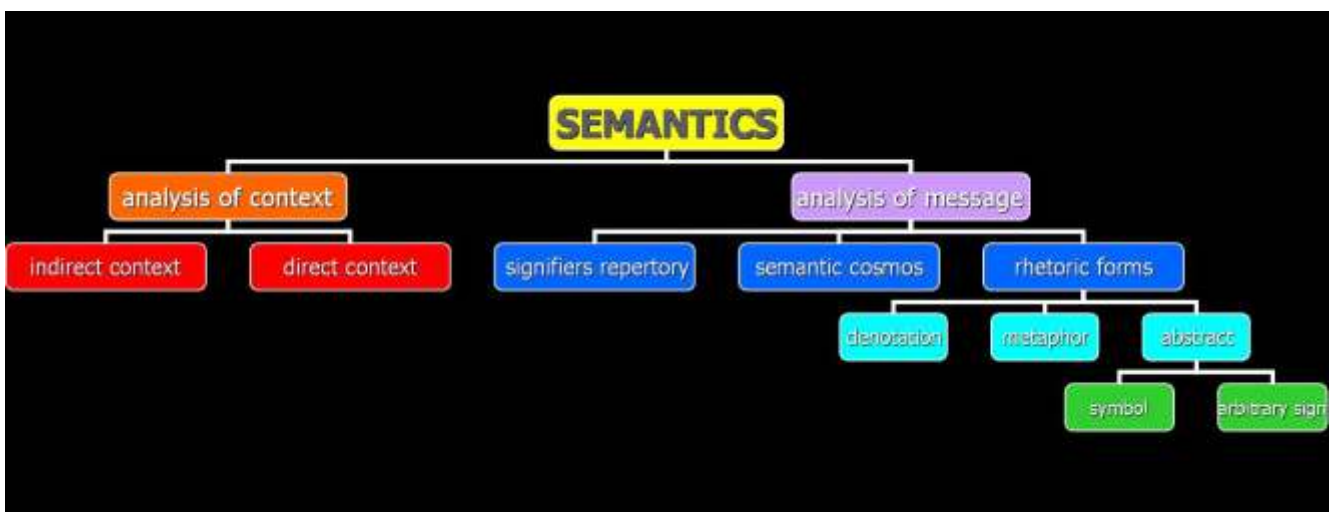 SEMANTICS
analysis of context
analysis of message
indirect context
direct context
signifiers repertory
semantic cosmos
rhetoric forms
denotation
metaphor
abstract
symbol
arbitrary sign